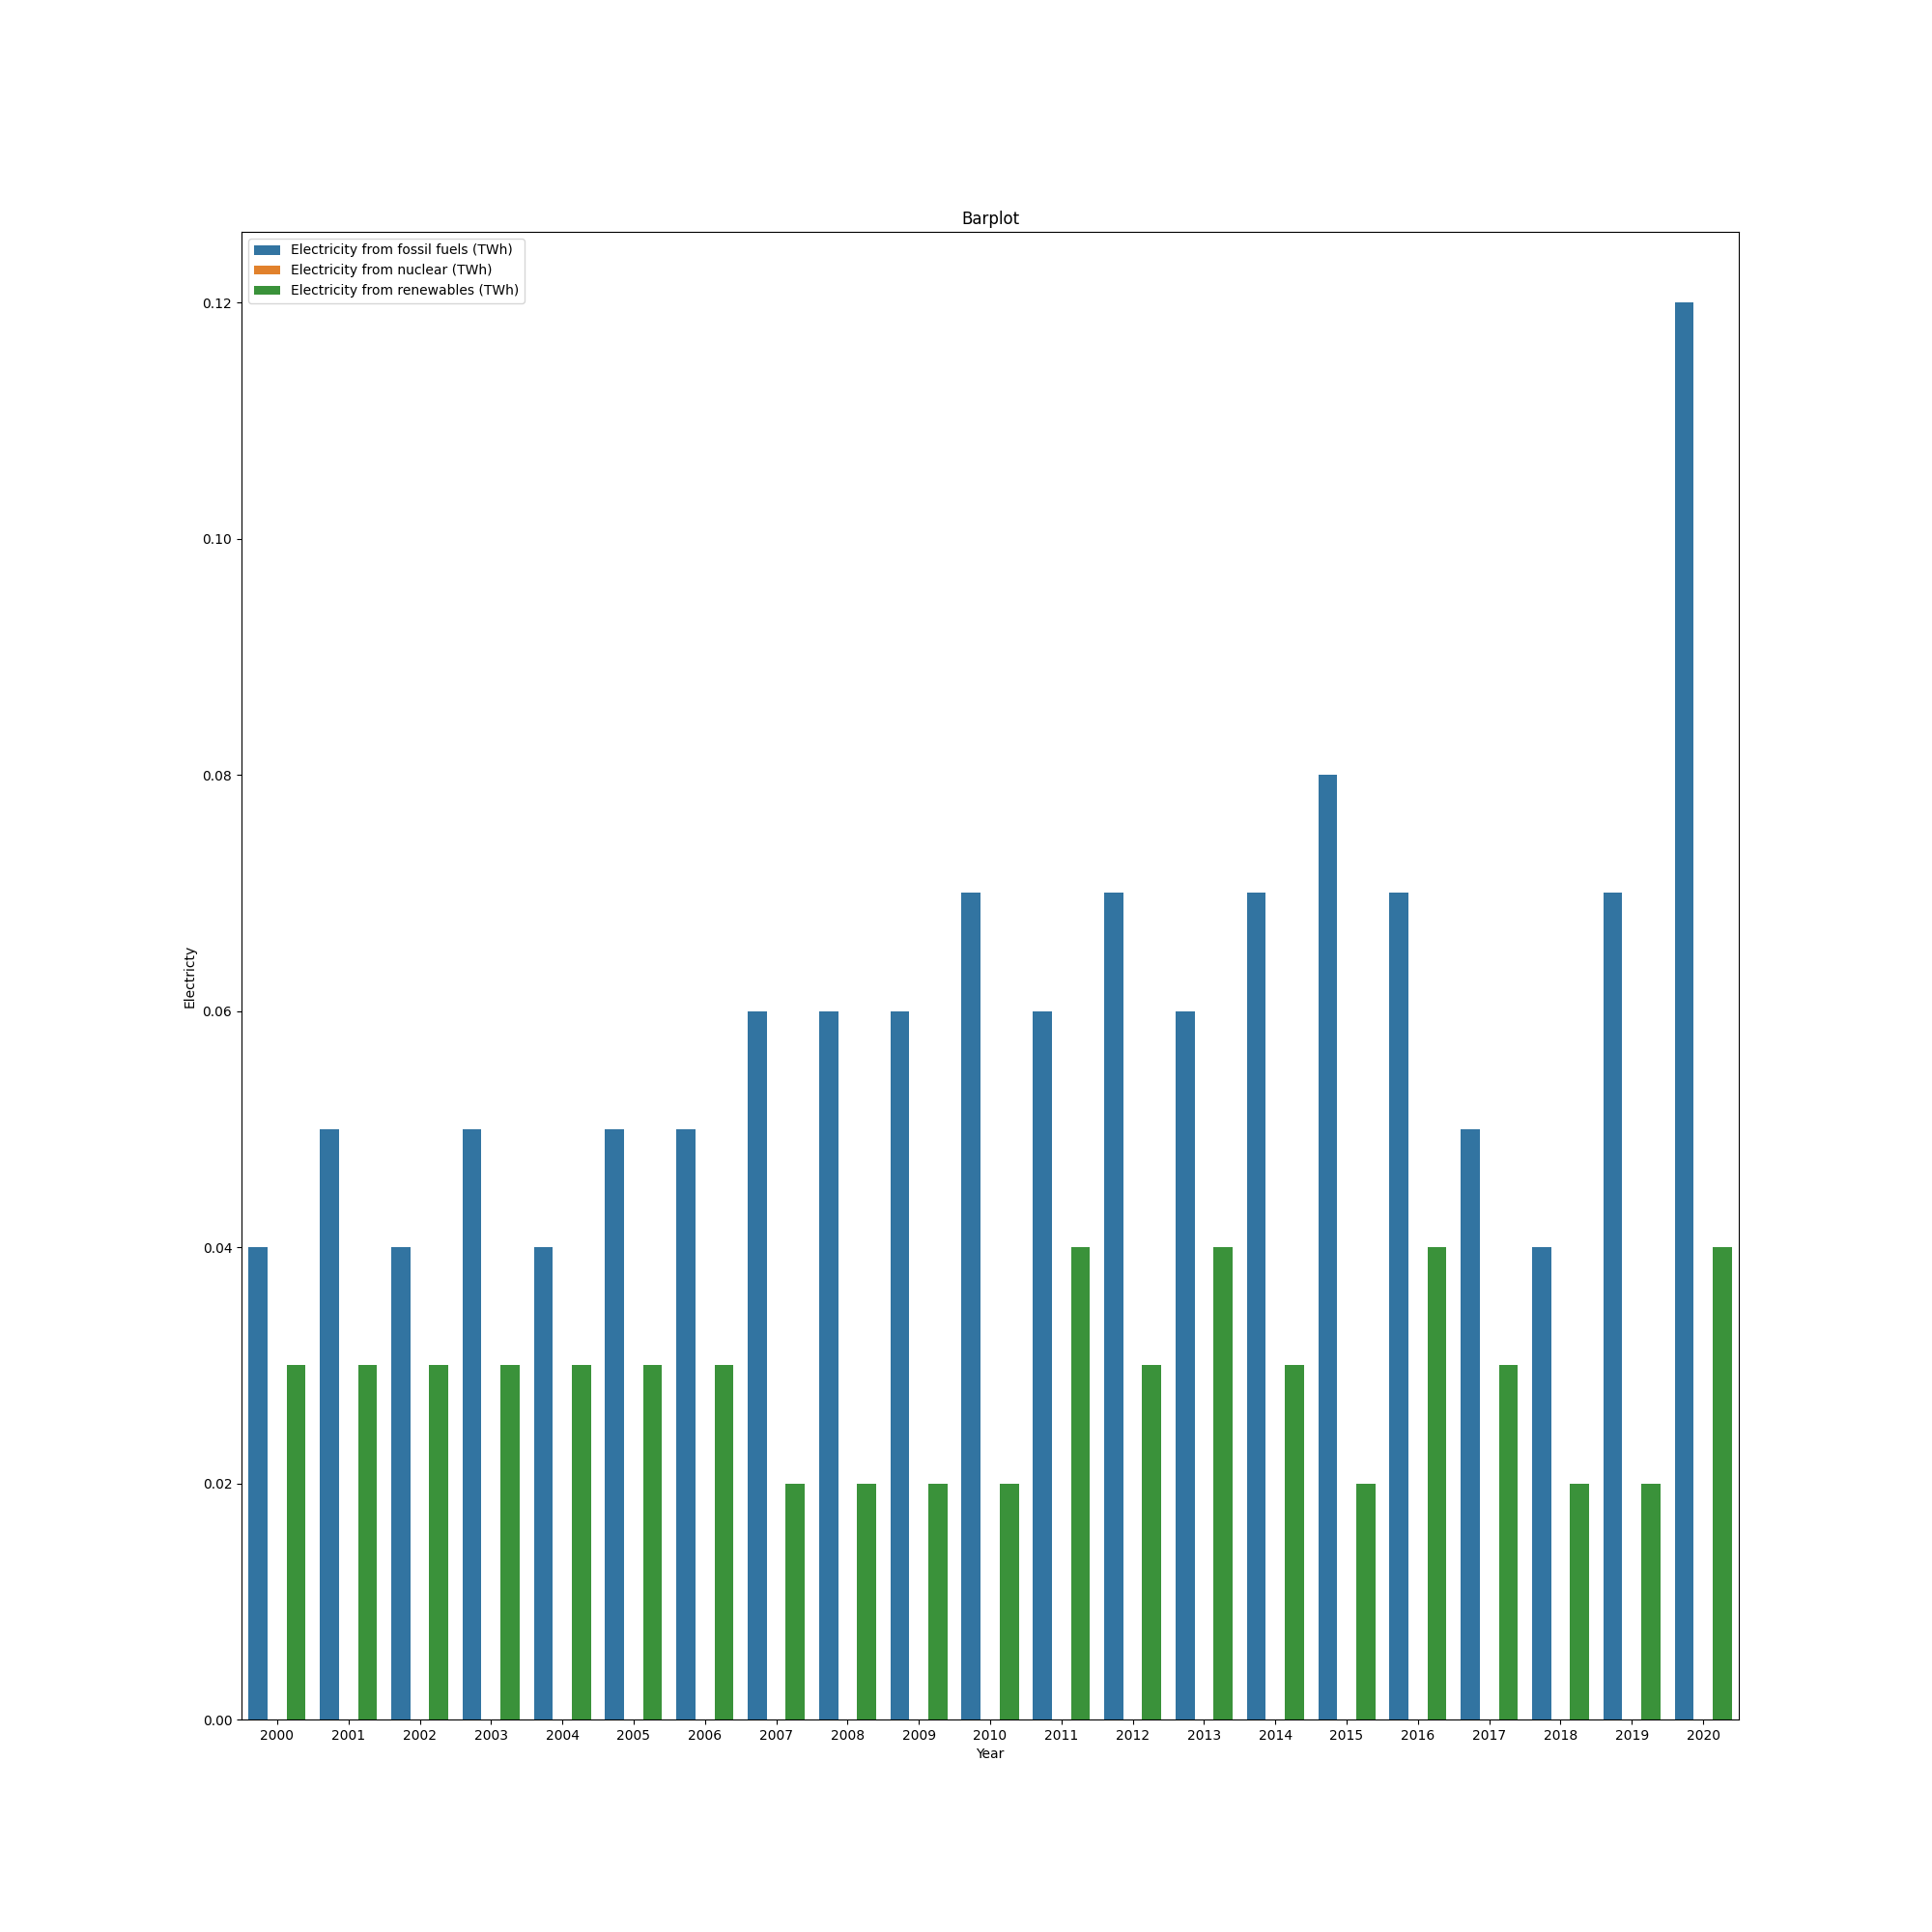 Barplot
Electricity from fossil fuels (TWh)
Electricity from nuclear (TWh)
Electricity from renewables (TWh)
0.12
0.10
0.08
0.06
0.04
0.02
0.00
Electricty
2000 2001 2002 2003 2004 2005 2006 2007 2008 2009 2010 2011 2012 2013 2014 2015 2016 2017 2018 2019 2020
Year